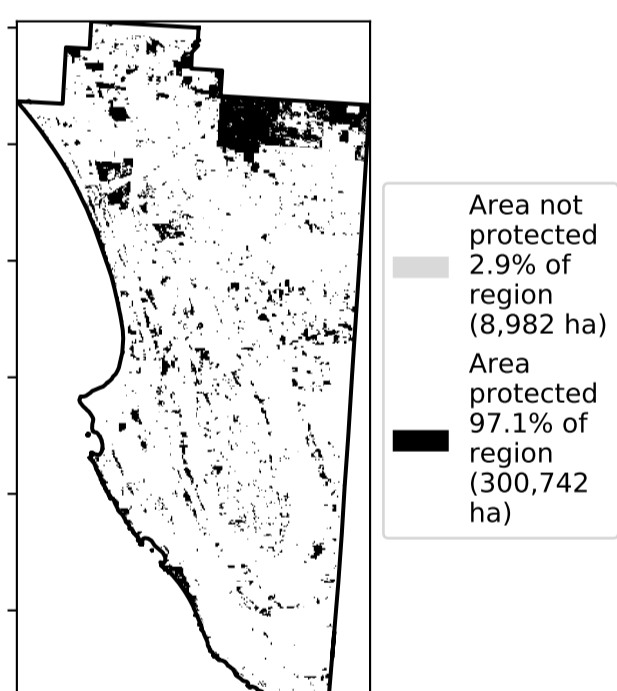 Area not
protected
2.9% of
region
(8,982 ha)
Area
protected
97.1% of
region
(300,742
ha)